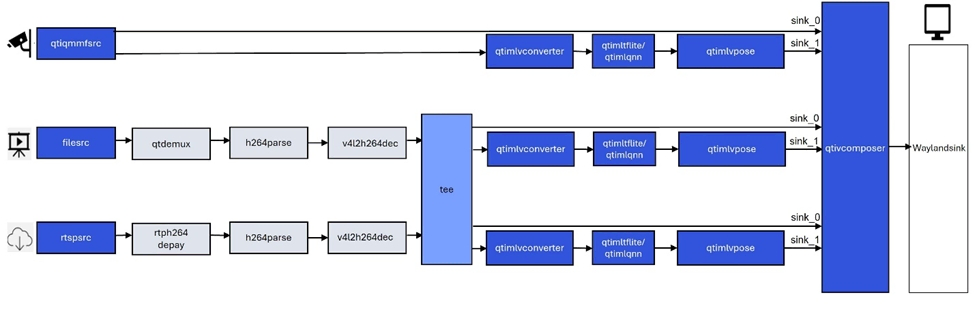 sink_0
qtiqmmfsrc
sink_1
qtimlvconverter
qtimltflite/
qtimlqnn
qtimlvpose
sink_0
filesrc
qtdemux
h264parse
v4l2h264dec
sink_1
qtimlvconverter
qtimltflite/
qtimlqnn
qtimlvpose
qtivcomposer
Waylandsink
tee
sink_0
rtspsrc
rtph264
depay
h264parse
v4l2h264dec
sink_1
qtimlvconverter
qtimltflite/
qtimlqnn
qtimlvpose